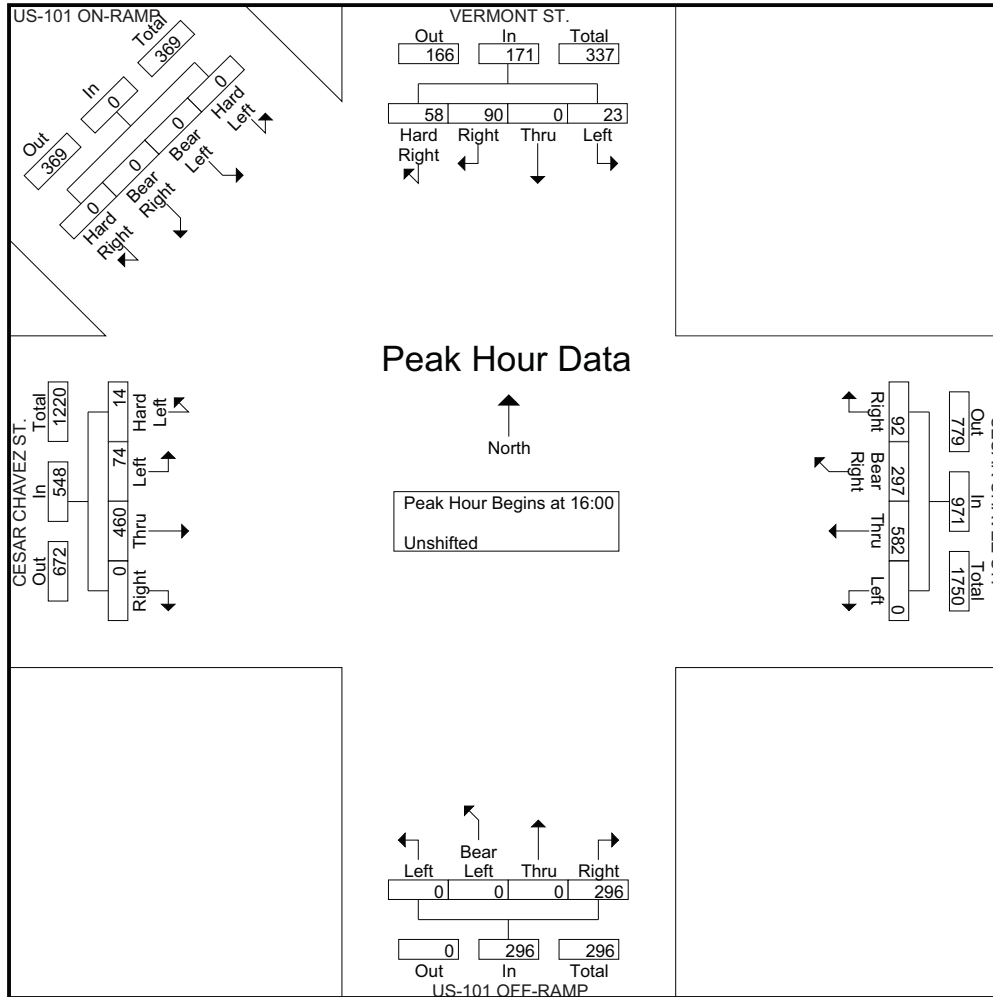 US-101 ON-RAMP
Out In Total
369 0 369
0 0 0 0
Hard Right
Bear Right
Bear Left
Hard Left
VERMONT ST.
Out In Total
166 171 337
58 90 0 23
Hard Right
Right Thru Left
CESAR CHAVEZ ST.
Out In Total
672 548 1220
14 74 460 0
Hard Left
Left Thru Right
Peak Hour Data
North
Peak Hour Begins at 16:00
Unshifted
Right
Bear Right
Thru
Left
92 297 582 0
Out In Total
779 971 1750
Left
Bear Left
Thru Right
0 0 0 296
0 296 296
Out In Total
US-101 OFF-RAMP